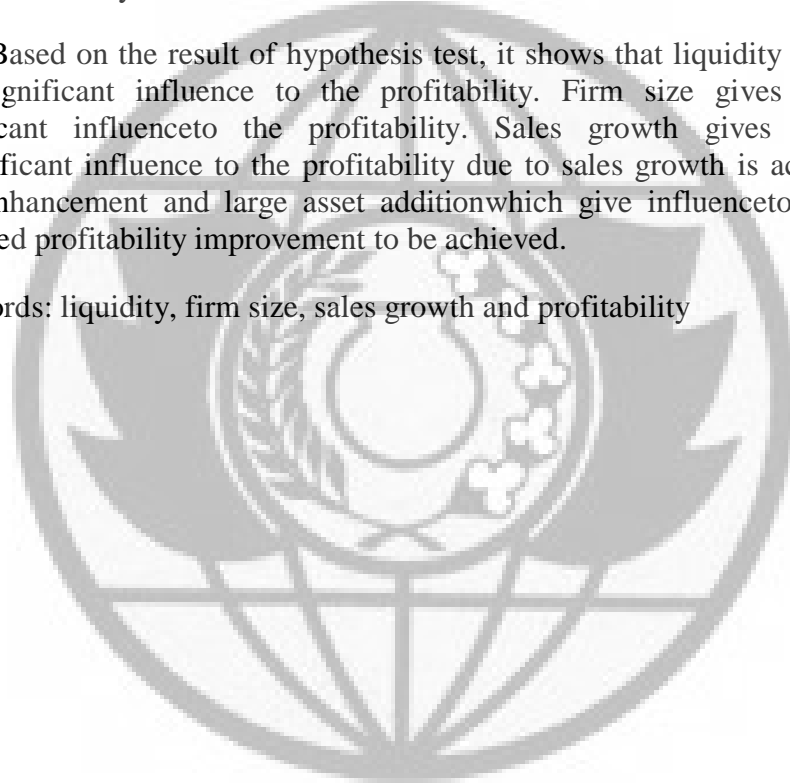 Based on the result of hypothesis test, it shows that liquidity
gnificant influence to the profitability. Firm size gives
cant influenceto the profitability. Sales growth gives
ficant influence to the profitability due to sales growth is
nhancement and large asset additionwhich give influenceto
ed profitability improvement to be achieved.
ords: liquidity, firm size, sales growth and profitability